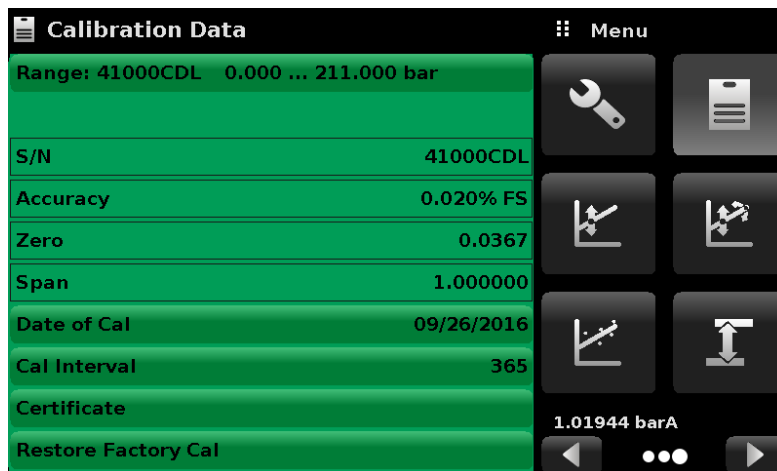 Calibration Data
Menu
Range: 41000CDL 0.000 ... 211.000 bar
S/N 41000CDL
Accuracy 0.020% FS
Zero 0.0367
Span 1.000000
Date of Cal 09/26/2016
Cal Interval 365
Certificate
Restore Factory Cal
1.01944 barA